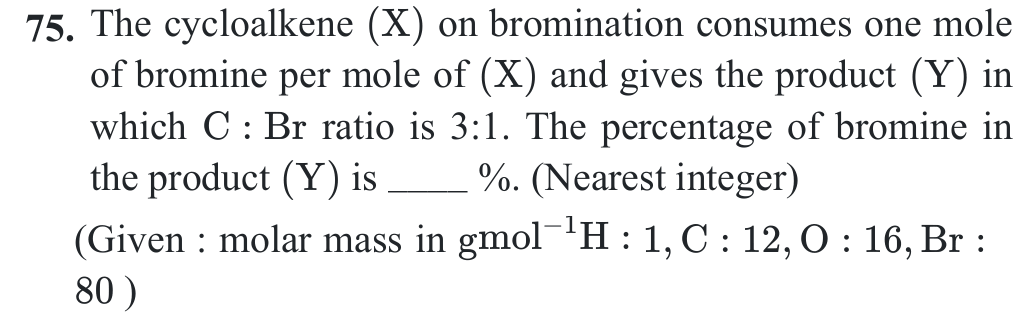 75. The cycloalkene (X) on bromination consumes one mole
of bromine per mole of (X) and gives the product (Y) in
which C : Br ratio is 3:1. The percentage of bromine in
the product (Y) is ____ %. (Nearest integer)
(Given : molar mass in gmol⁻¹H : 1, C : 12, O : 16, Br :
80 )